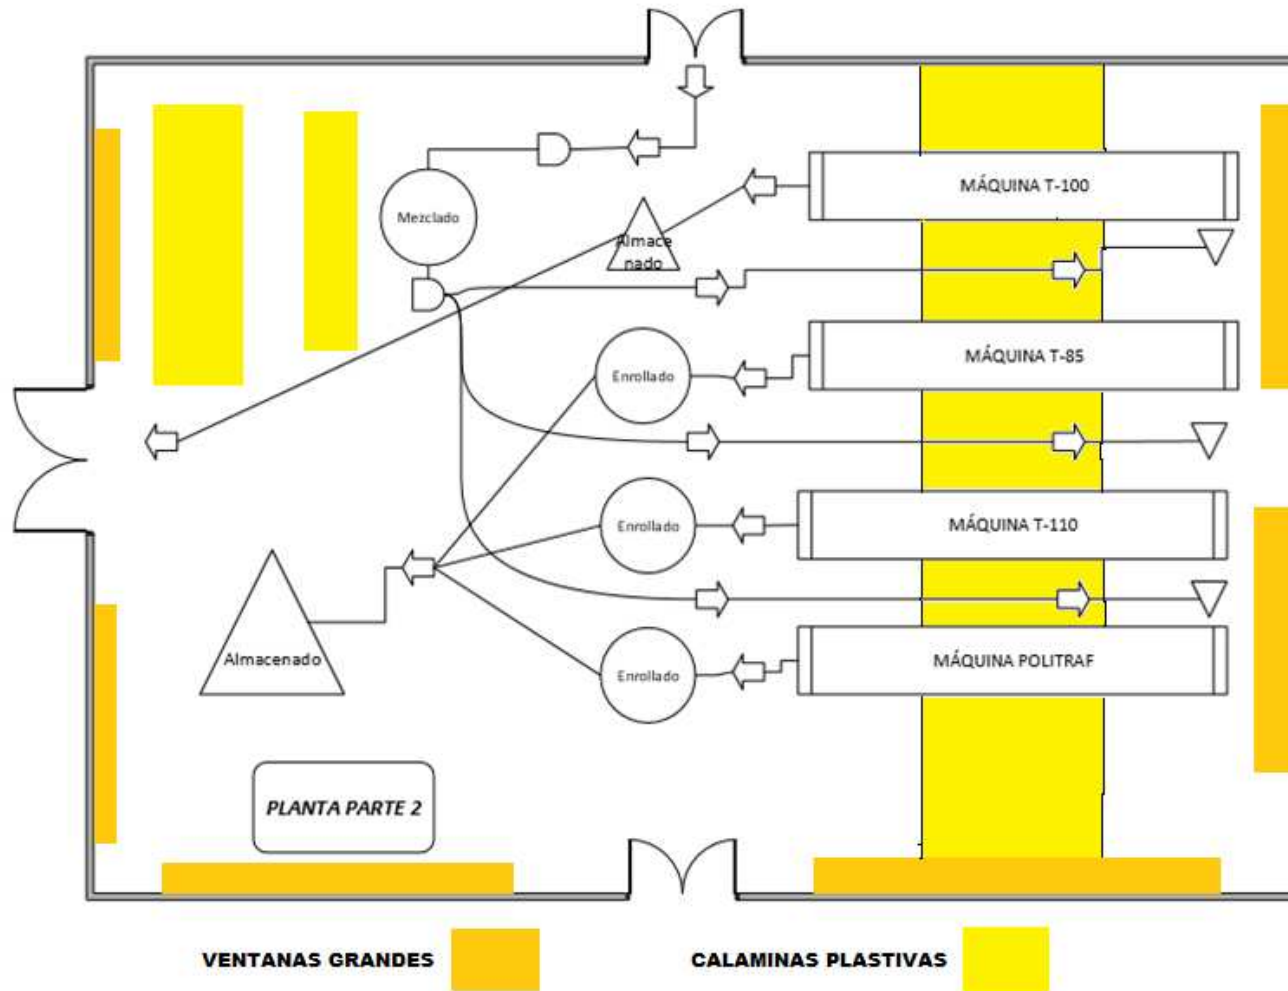 MÁQUINA T-100
Mezclado
Almace
nado
MÁQUINA T-85
Enrollado
MÁQUINA T-110
Enrollado
Almacenado
MÁQUINA POLITRAF
Enrollado
PLANTA PARTE 2
VENTANAS GRANDES
CALAMINAS PLASTIVAS